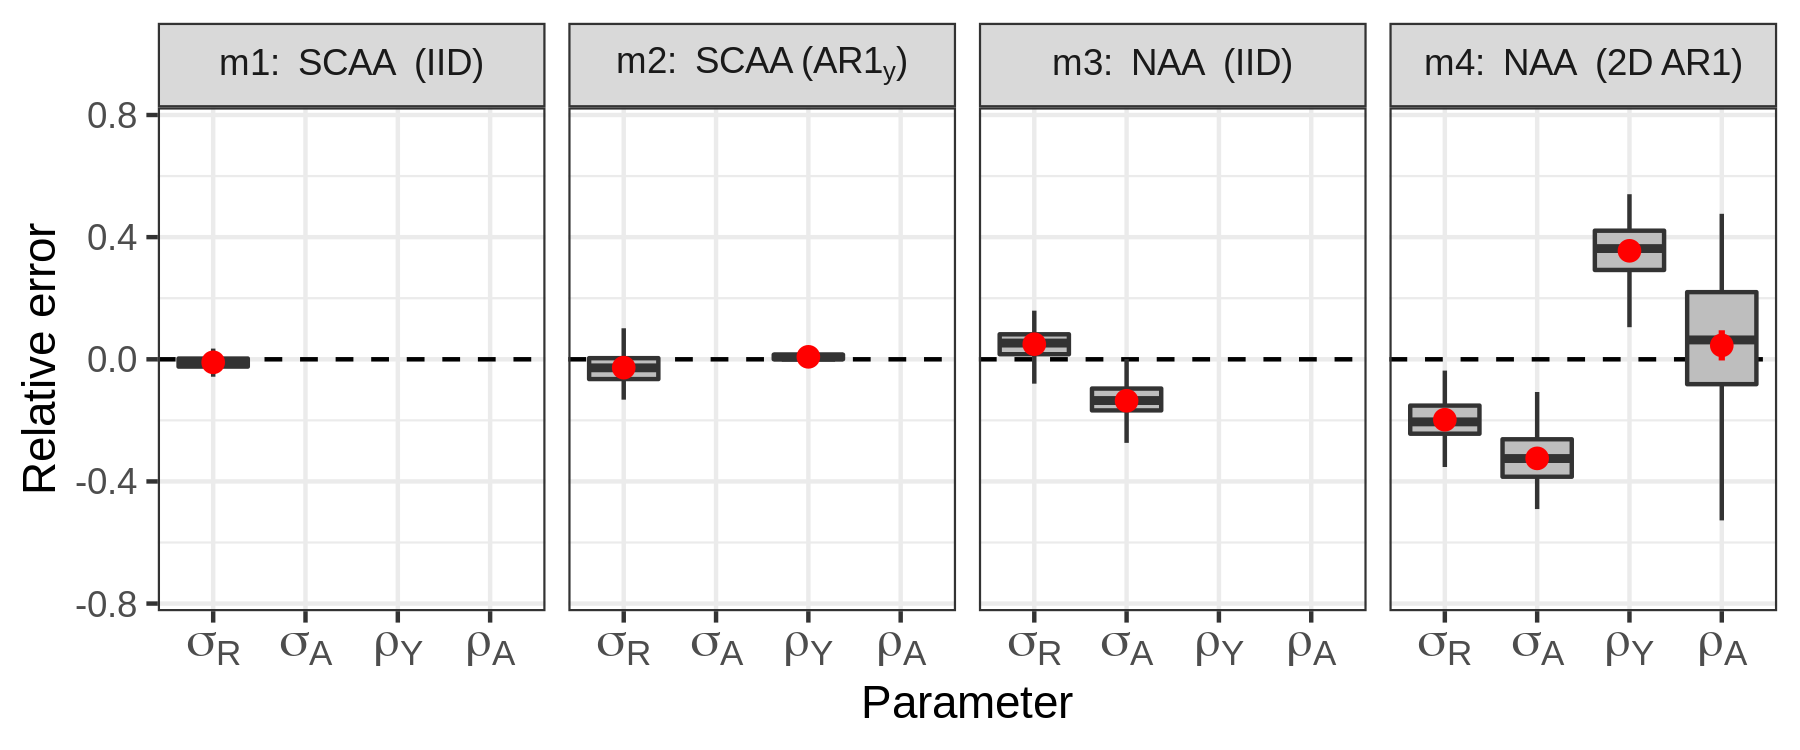 m1: SCAA (IID)
m2: SCAA (AR1y)
m3: NAA (IID)
m4: NAA (2D AR1)
Relative error
0.8
0.4
0.0
-0.4
-0.8
σR σA ρY ρA
σR σA ρY ρA
σR σA ρY ρA
σR σA ρY ρA
Parameter